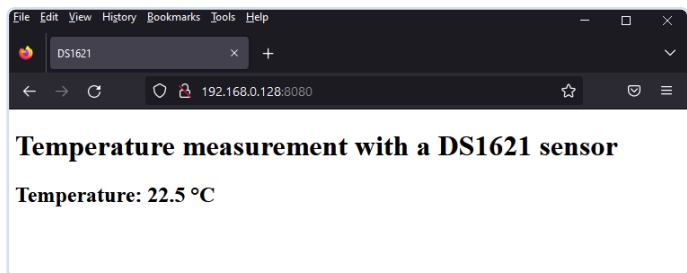 File Edit View History Bookmarks Tools Help
DS1621
192.168.0.128:8080
Temperature measurement with a DS1621 sensor
Temperature: 22.5 °C